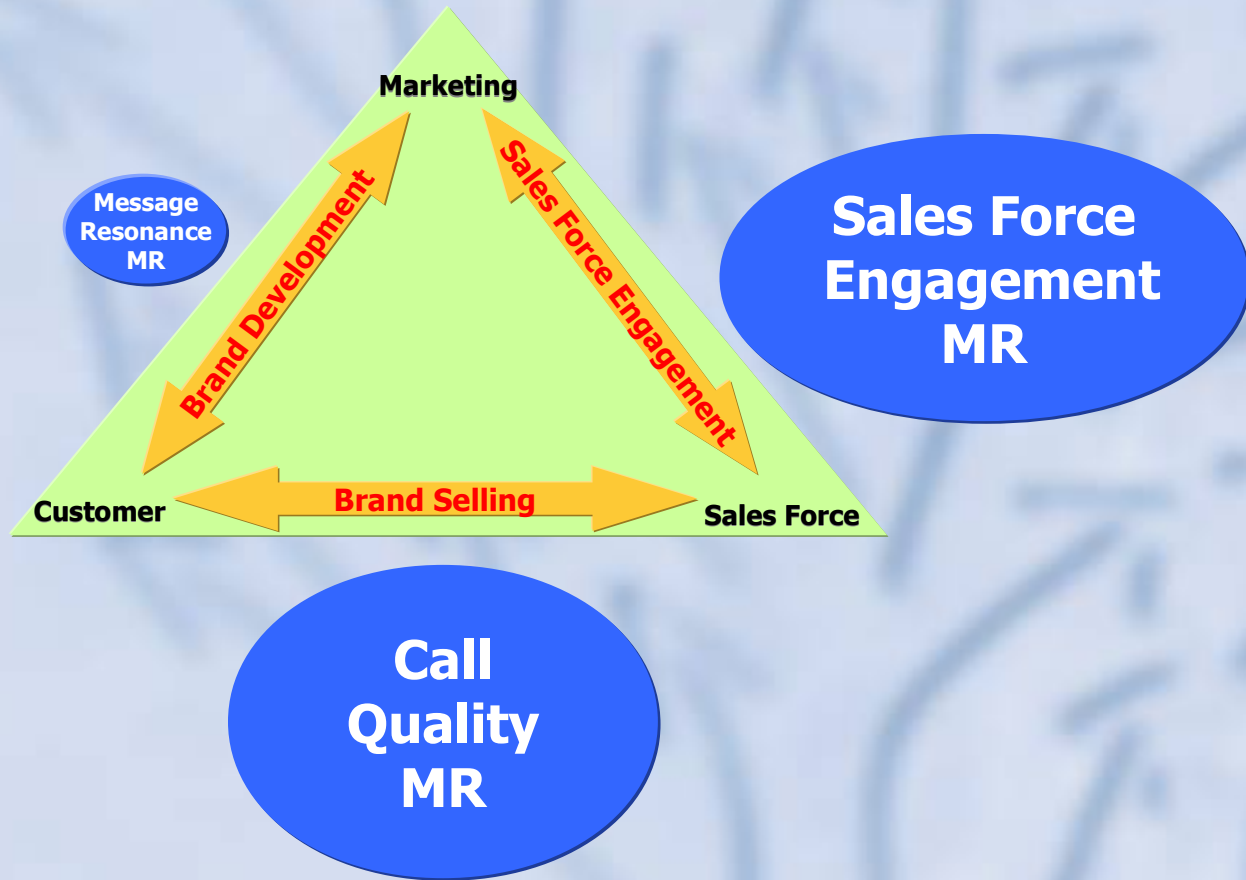 Marketing
Brand Development
Sales Force Engagement
Message
Resonance
MR
Sales Force
Engagement
MR
Customer
Brand Selling
Sales Force
Call
Quality
MR